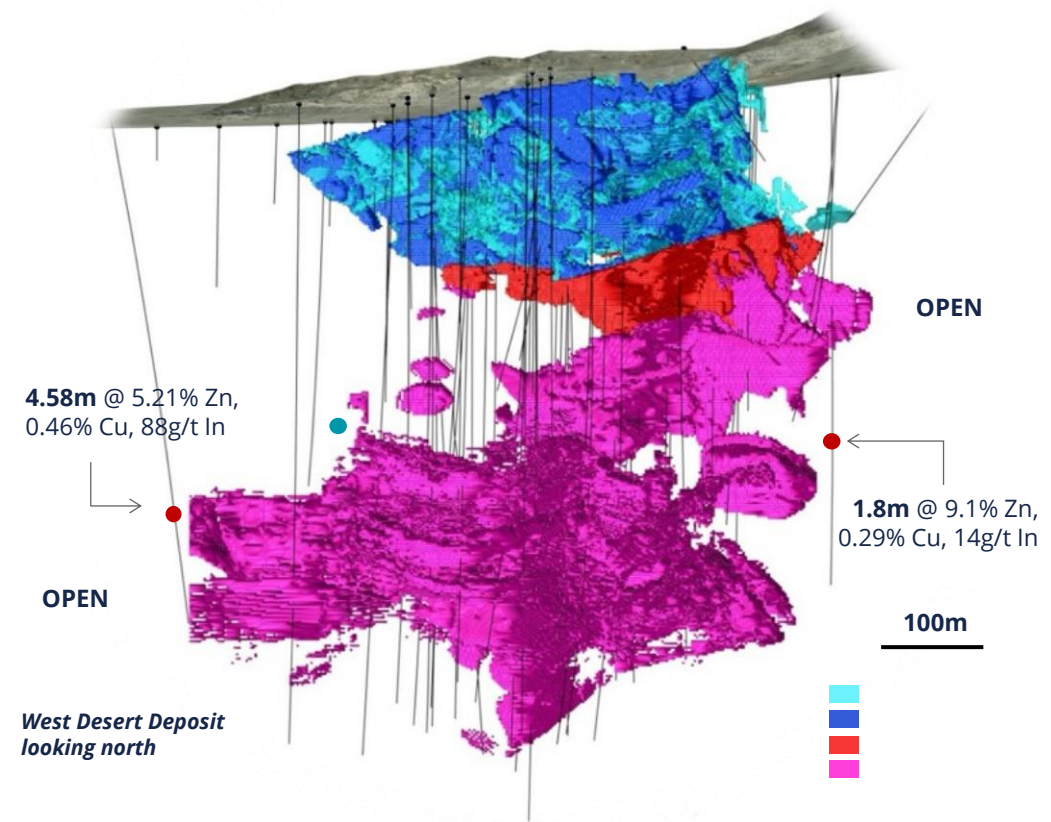 OPEN
4.58m @ 5.21% Zn,
0.46% Cu, 88g/t In
1.8m @ 9.1% Zn,
0.29% Cu, 14g/t In
OPEN
100m
West Desert Deposit
looking north